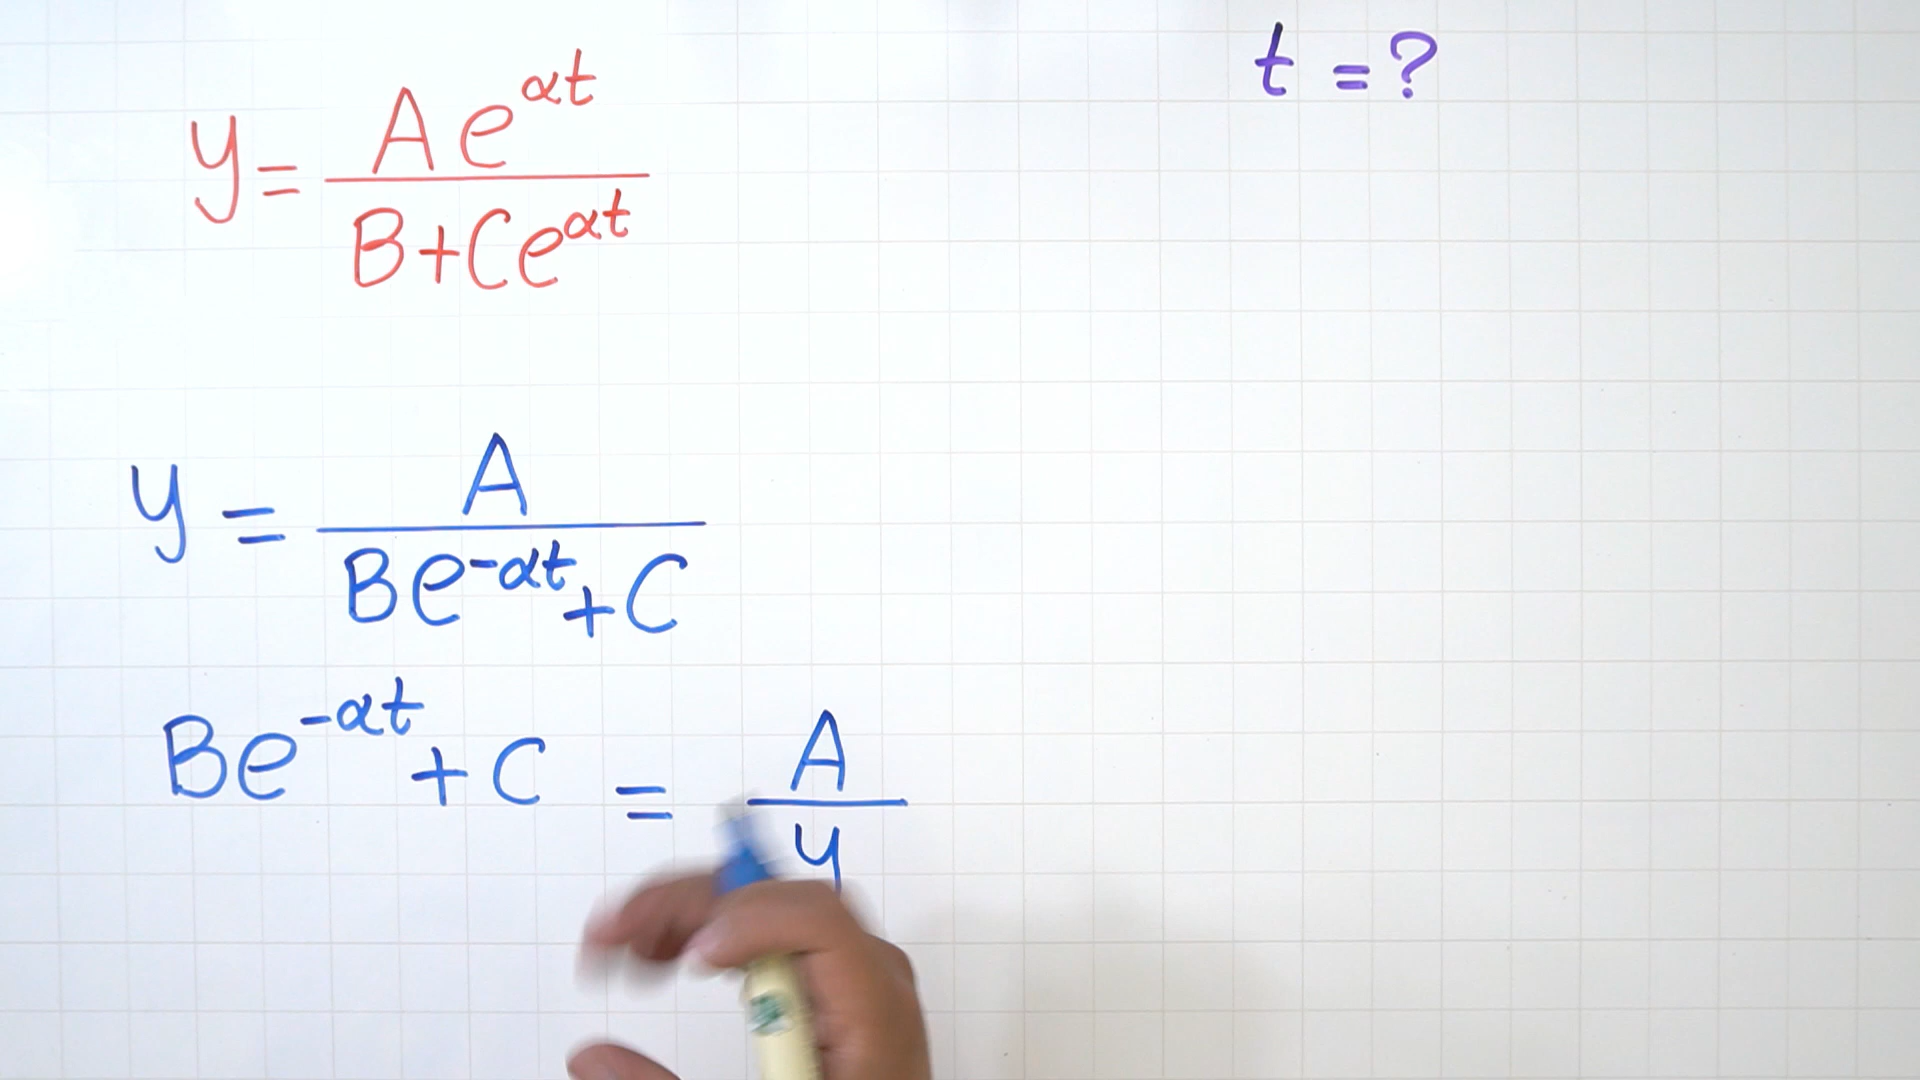 t = ?
y = Ae^{αt} / (B+Ce^{αt})
y = A / (Be^{-αt}+C)
Be^{-αt} + C = A / y